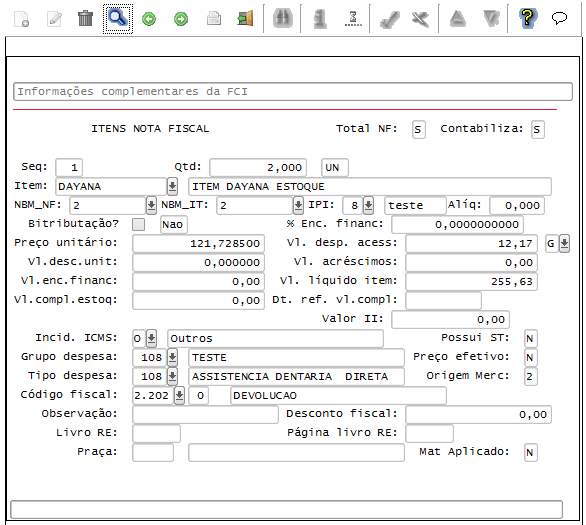 Informações complementares da FCI
ITENS NOTA FISCAL Total NF: S Contabiliza: S
Seq: 1 Qtd: 2,000 UN
Item: DAYANA ITEM DAYANA ESTOQUE
NBM_NF: 2 NBM_IT: 2 IPI: 8 teste Alíq: 0,000
Bitributação? Nao % Enc. financ: 0,0000000000
Preço unitário: 121,728500 Vl. desp. acess: 12,17 G
Vl.desc.unit: 0,000000 Vl. acréscimos: 0,00
Vl.enc.financ: 0,00 Vl. líquido item: 255,63
Vl.compl.estoq: 0,00 Dt. ref. vl.compl:
Valor II: 0,00
Incid. ICMS: O Outros Possui ST: N
Grupo despesa: 108 TESTE Preço efetivo: N
Tipo despesa: 108 ASSISTENCIA DENTARIA DIRETA Origem Merc: 2
Código fiscal: 2.202 0 DEVOLUCAO
Observação: Desconto fiscal: 0,00
Livro RE: Página livro RE:
Praça: Mat Aplicado: N